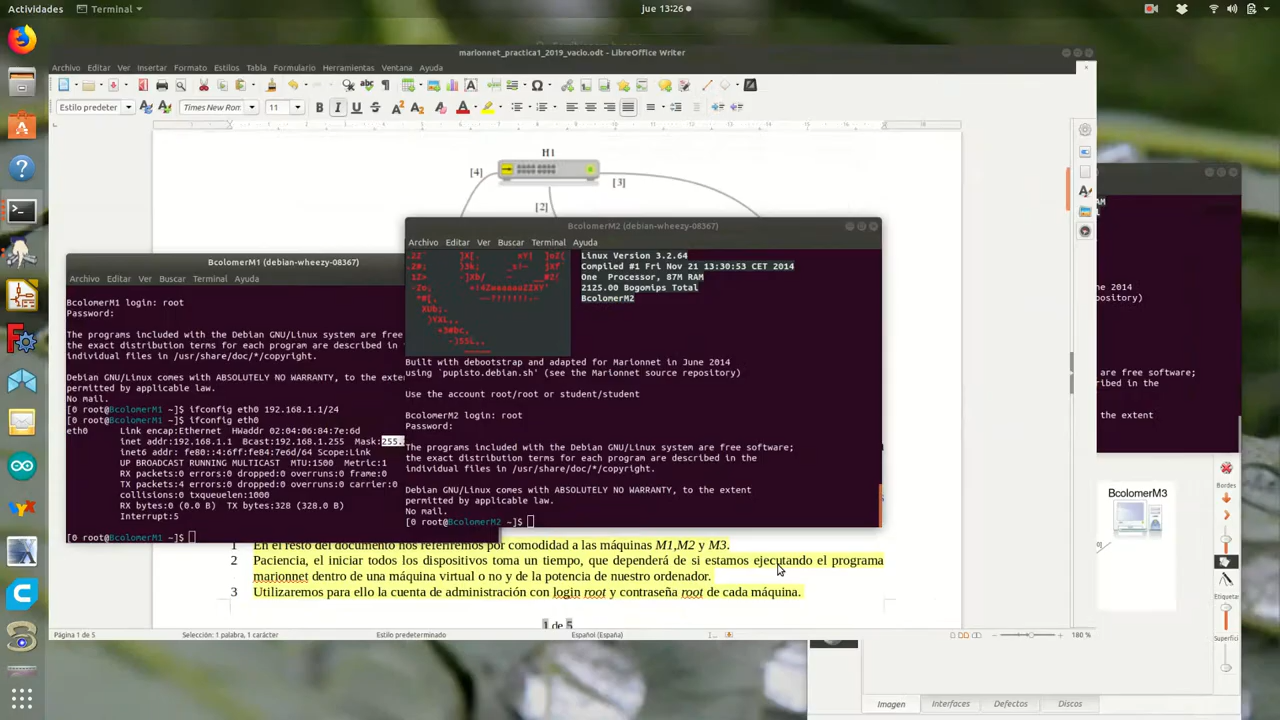 Actividades
Terminal
jue 13:26
marionnet_practica1_2019_vacio.odt - LibreOffice Writer
Archivo Editar Ver Insertar Formato Estilos Tabla Formulario Herramientas Ventana Ayuda
Estilo predeter
Times New Rom
11
M1
[4]
[3]
[2]
BcolomerM1 (debian-wheezy-08367)
Archivo Editar Ver Buscar Terminal Ayuda
BcolomerM1 login: root
Password:
The programs included with the Debian GNU/Linux system are free
the exact distribution terms for each program are described in
individual files in /usr/share/doc/*/copyright.
Debian GNU/Linux comes with ABSOLUTELY NO WARRANTY, to the exten
permitted by applicable law.
No mail.
[0 root@BcolomerM1 ~]$ ifconfig eth0 192.168.1.1/24
[0 root@BcolomerM1 ~]$ ifconfig eth0
eth0 Link encap:Ethernet HWaddr 02:04:06:84:7e:6d
inet addr:192.168.1.1 Bcast:192.168.1.255 Mask:255.
inet6 addr: fe80::4:6ff:fe84:7e6d/64 Scope:Link
UP BROADCAST RUNNING MULTICAST MTU:1500 Metric:1
RX packets:0 errors:0 dropped:0 overruns:0 frame:0
TX packets:4 errors:0 dropped:0 overruns:0 carrier:0
collisions:0 txqueuelen:1000
RX bytes:0 (0.0 B) TX bytes:328 (328.0 B)
Interrupt:5
[0 root@BcolomerM1 ~]$
BcolomerM2 (debian-wheezy-08367)
Archivo Editar Ver Buscar Terminal Ayuda
Linux Version 3.2.64
Compiled #1 Fri Nov 21 13:30:53 CET 2014
One Processor, 87M RAM
2125.00 Bogomips Total
BcolomerM2
Built with debootstrap and adapted for Marionnet in June 2014
using `pupisto.debian.sh' (see the Marionnet source repository)
Use the account root/root or student/student
BcolomerM2 login: root
Password:
The programs included with the Debian GNU/Linux system are free software;
the exact distribution terms for each program are described in the
individual files in /usr/share/doc/*/copyright.
Debian GNU/Linux comes with ABSOLUTELY NO WARRANTY, to the extent
permitted by applicable law.
No mail.
[0 root@BcolomerM2 ~]$
RAM
2014
pository)
s free software;
cribed in the
the extent
1 En el resto del documento nos referiremos por comodidad a las máquinas M1,M2 y M3.
2 Paciencia, el iniciar todos los dispositivos toma un tiempo, que dependerá de si estamos ejecutando el programa
marionnet dentro de una máquina virtual o no y de la potencia de nuestro ordenador.
3 Utilizaremos para ello la cuenta de administración con login root y contraseña root de cada máquina.
1 de 5
Página 1 de 5
Selección: 1 palabra, 1 carácter
Estilo predeterminado
Español (España)
180 %
BcolomerM3
Bordes
Etiquetas
Superfici
Imagen Interfaces Defectos Discos